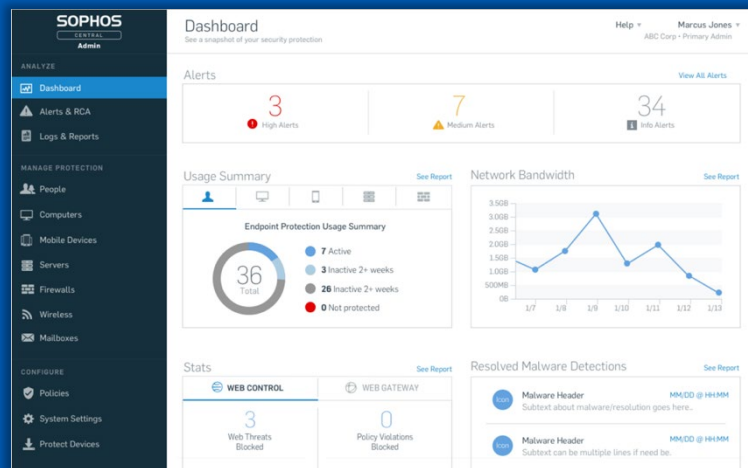 SOPHOS
CENTRAL
Admin
ANALYZE
Dashboard
Alerts & RCA
Logs & Reports
MANAGE PROTECTION
People
Computers
Mobile Devices
Servers
Firewalls
Wireless
Mailboxes
CONFIGURE
Policies
System Settings
Protect Devices
Dashboard
See a snapshot of your security protection
Help
Marcus Jones
ABC Corp • Primary Admin
Alerts
View All Alerts
3
High Alerts
7
Medium Alerts
34
Info Alerts
Usage Summary
See Report
Endpoint Protection Usage Summary
36
Total
7 Active
3 Inactive 2+ weeks
26 Inactive 2+ weeks
0 Not protected
Network Bandwidth
See Report
3.5GB
3.0GB
2.5GB
2.0GB
1.5GB
1.0GB
500MB
0B
1/7 1/8 1/9 1/10 1/11 1/12 1/13
Stats
See Report
WEB CONTROL
WEB GATEWAY
3
Web Threats
Blocked
0
Policy Violations
Blocked
Resolved Malware Detections
See Report
Icon
Malware Header
MM/DD @ HH:MM
Subtext about malware/resolution goes here..
Icon
Malware Header
MM/DD @ HH:MM
Subtext can be multiple lines if need be.